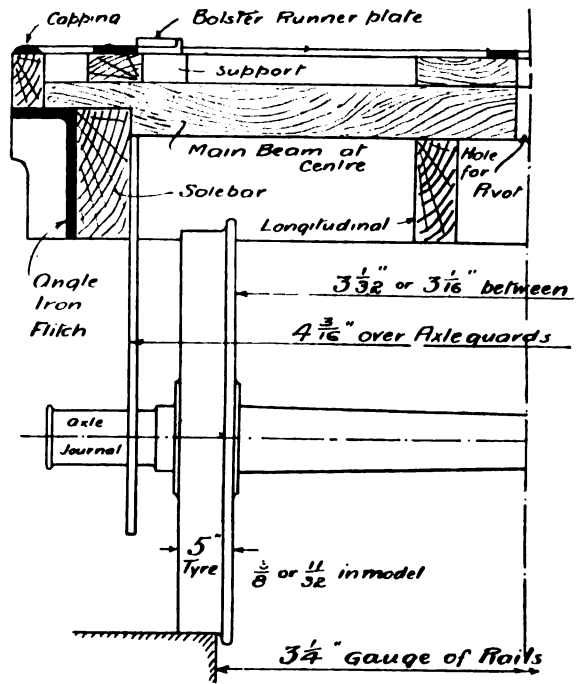 Capping
Bolster Runner plate
support
Main Beam at
Centre
Hole
for
Pivot
Solebar
Longitudinal
Angle
Iron
Flitch
3 1/32" or 3 1/16" between
4 3/16" over Axleguards
axle
Journal
5"
Tyre
3/8 or 11/32 in model
3 1/4" Gauge of Rails